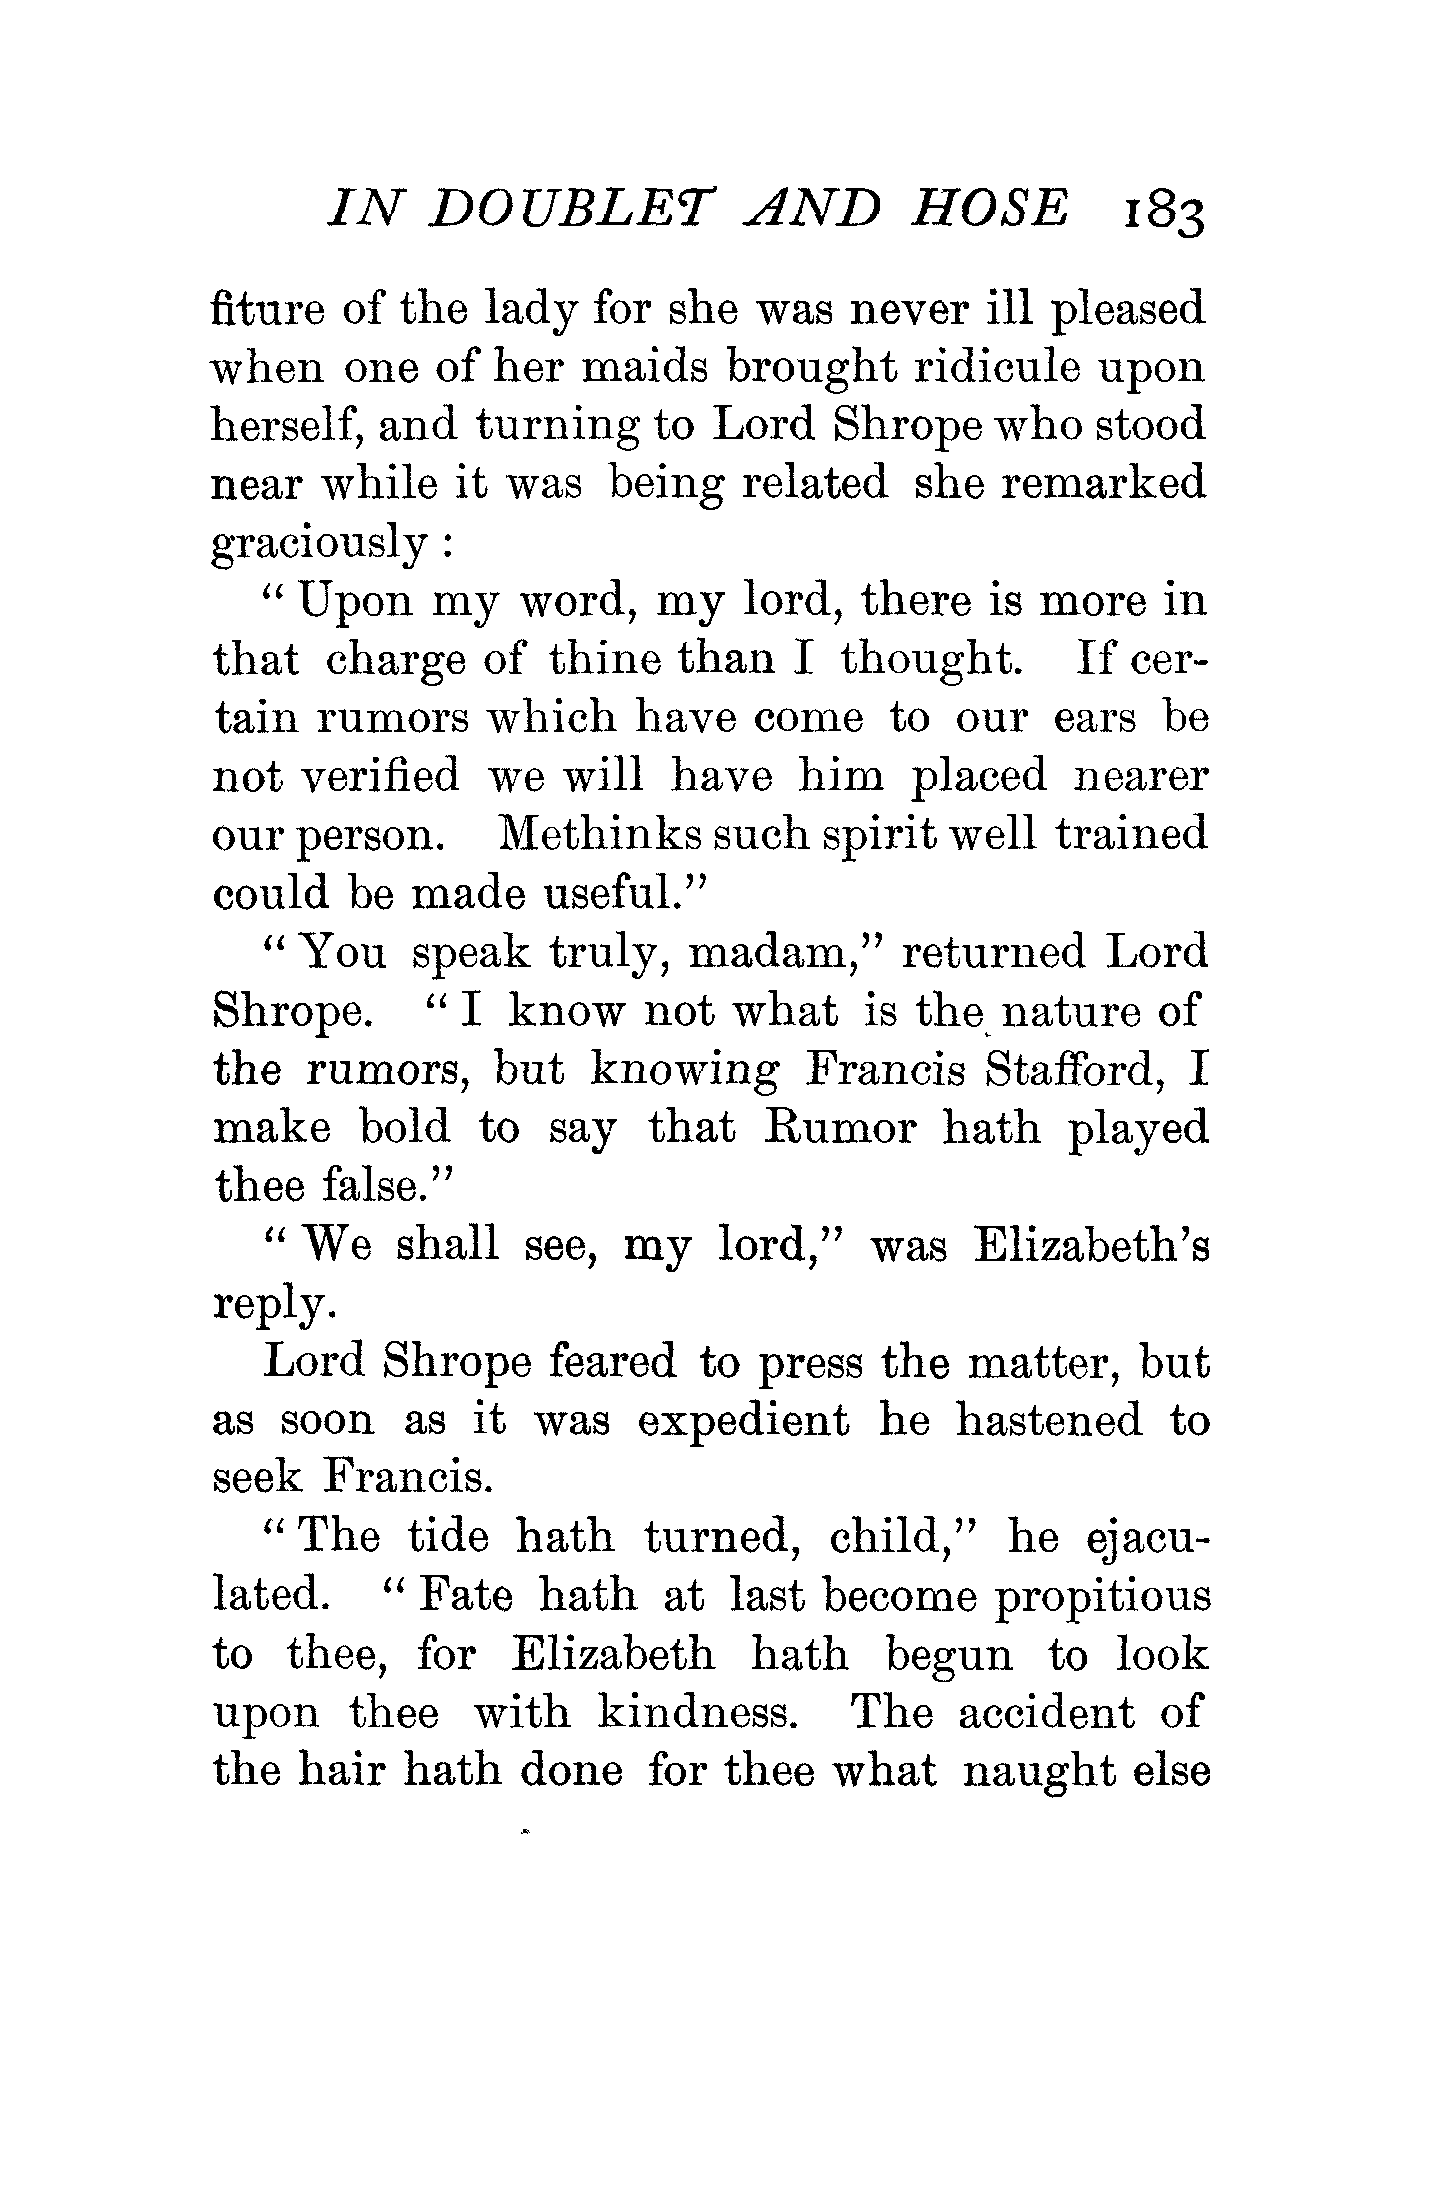 IN DOUBLET AND HOSE 183
fiture of the lady for she was never ill pleased
when one of her maids brought ridicule upon
herself, and turning to Lord Shrope who stood
near while it was being related she remarked
graciously :
“ Upon my word, my lord, there is more in
that charge of thine than I thought. If cer-
tain rumors which have come to our ears be
not verified we will have him placed nearer
our person. Methinks such spirit well trained
could be made useful.”
“ You speak truly, madam,” returned Lord
Shrope. “ I know not what is the nature of
the rumors, but knowing Francis Stafford, I
make bold to say that Rumor hath played
thee false.”
“ We shall see, my lord,” was Elizabeth’s
reply.
Lord Shrope feared to press the matter, but
as soon as it was expedient he hastened to
seek Francis.
“ The tide hath turned, child,” he ejacu-
lated. “ Fate hath at last become propitious
to thee, for Elizabeth hath begun to look
upon thee with kindness. The accident of
the hair hath done for thee what naught else